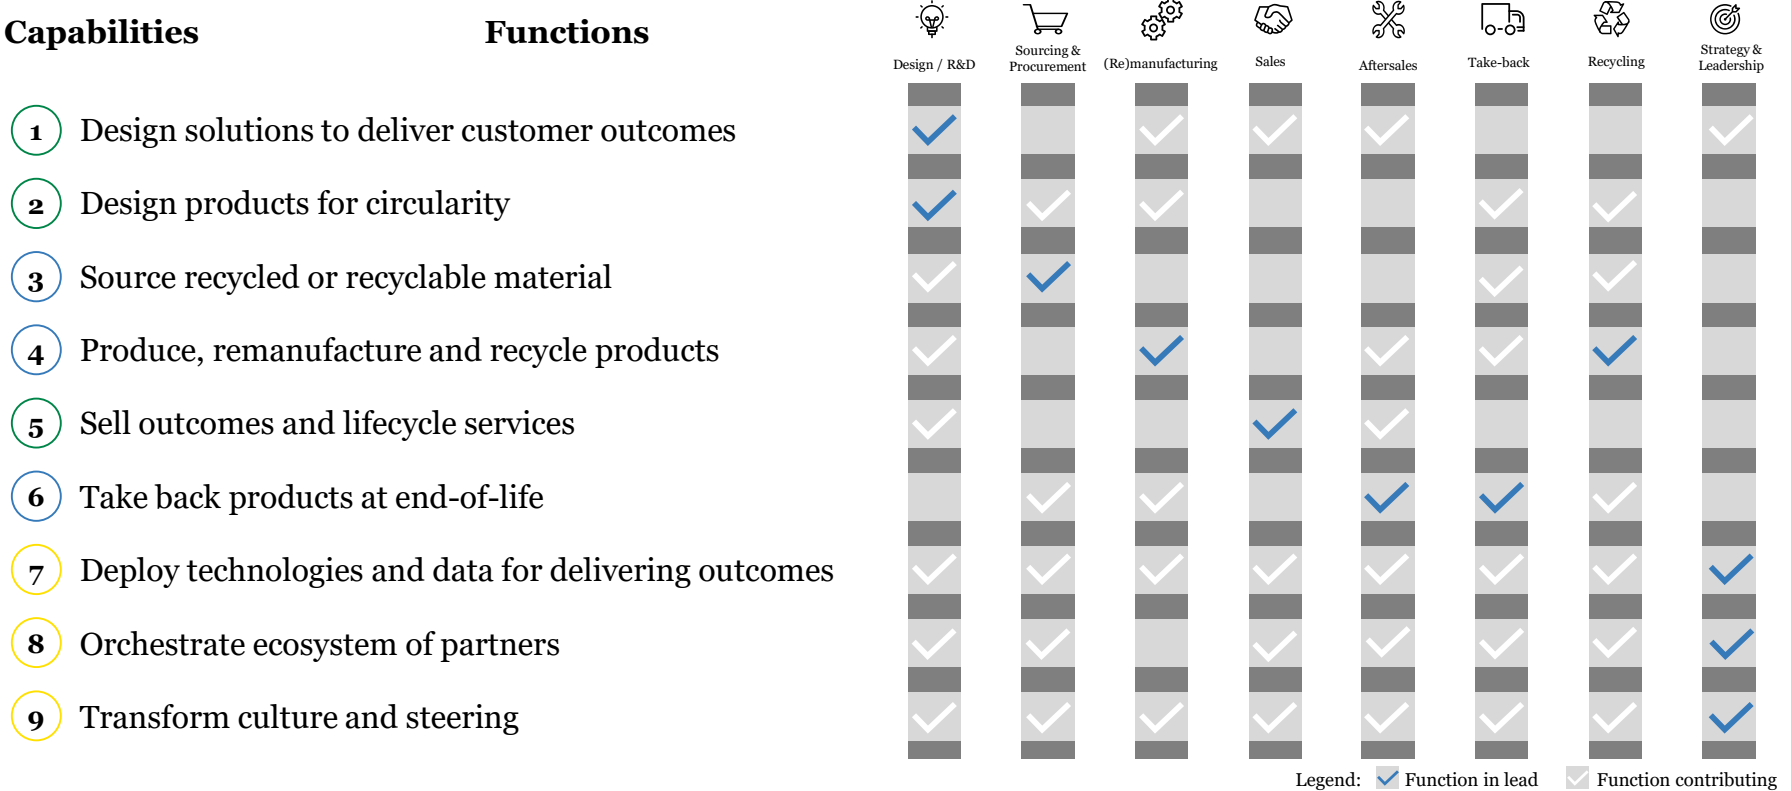 Capabilities
Functions
Design / R&D
Sourcing &
Procurement
(Re)manufacturing
Sales
Aftersales
Take-back
Recycling
Strategy &
Leadership
1 Design solutions to deliver customer outcomes
2 Design products for circularity
3 Source recycled or recyclable material
4 Produce, remanufacture and recycle products
5 Sell outcomes and lifecycle services
6 Take back products at end-of-life
7 Deploy technologies and data for delivering outcomes
8 Orchestrate ecosystem of partners
9 Transform culture and steering
Legend: Function in lead Function contributing